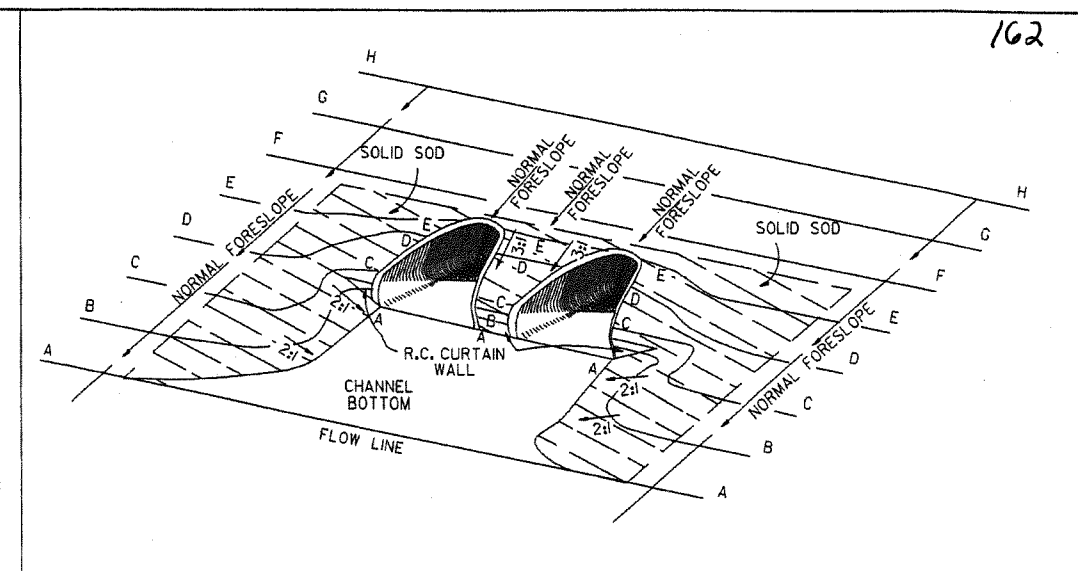 162
H
G
F
E
D
C
B
A
SOLID SOD
NORMAL FORESLOPE
NORMAL
FORESLOPE
NORMAL
FORESLOPE
NORMAL
FORESLOPE
SOLID SOD
H
G
F
E
D
C
B
A
NORMAL FORESLOPE
E
D
C
A
3:1
E
D
C
B
A
3:1
E
D
C
A
2:1
2:1
2:1
2:1
R.C. CURTAIN
WALL
CHANNEL
BOTTOM
FLOW LINE